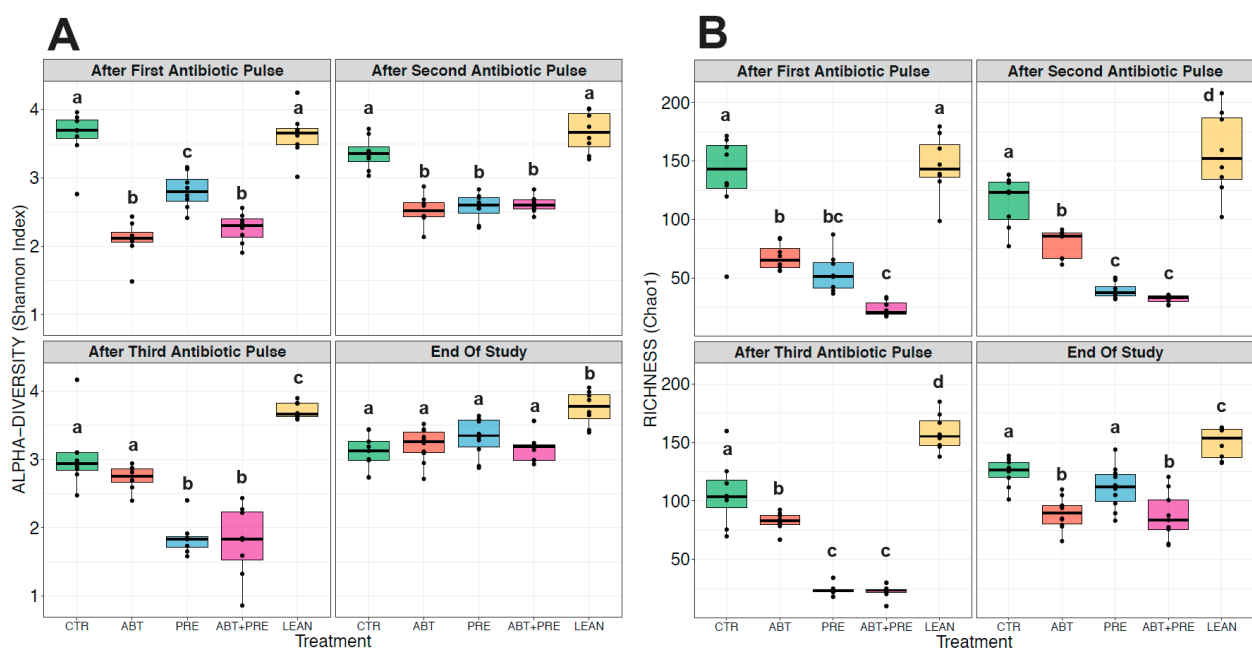 A
After First Antibiotic Pulse
After Second Antibiotic Pulse
a
b
c
b
a
a
b
b
b
a
4
3
2
1
After Third Antibiotic Pulse
End Of Study
a
a
b
b
c
a
a
a
a
b
4
3
2
1
ALPHA−DIVERSITY (Shannon Index)
CTR ABT PRE ABT+PRE LEAN
CTR ABT PRE ABT+PRE LEAN
Treatment
B
After First Antibiotic Pulse
After Second Antibiotic Pulse
a
b
bc
c
a
a
b
c
c
d
200
150
100
50
After Third Antibiotic Pulse
End Of Study
a
b
c
c
d
a
b
a
b
c
200
150
100
50
RICHNESS (Chao1)
CTR ABT PRE ABT+PRE LEAN
CTR ABT PRE ABT+PRE LEAN
Treatment